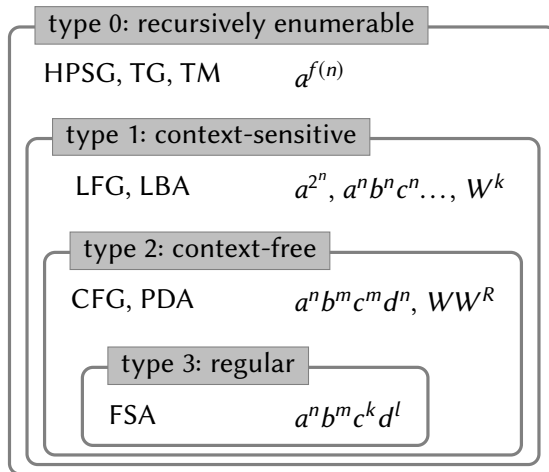 type 0: recursively enumerable
HPSG, TG, TM a^{f(n)}
type 1: context-sensitive
LFG, LBA a^{2^n}, a^n b^n c^n …, W^k
type 2: context-free
CFG, PDA a^n b^m c^m d^n, WW^R
type 3: regular
FSA a^n b^m c^k d^l